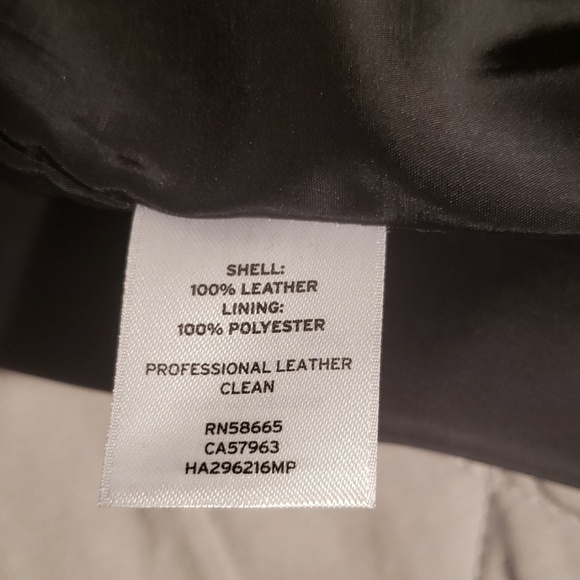 SHELL:
100% LEATHER
LINING:
100% POLYESTER
PROFESSIONAL LEATHER
CLEAN
RN58665
CA57963
HA296216MP